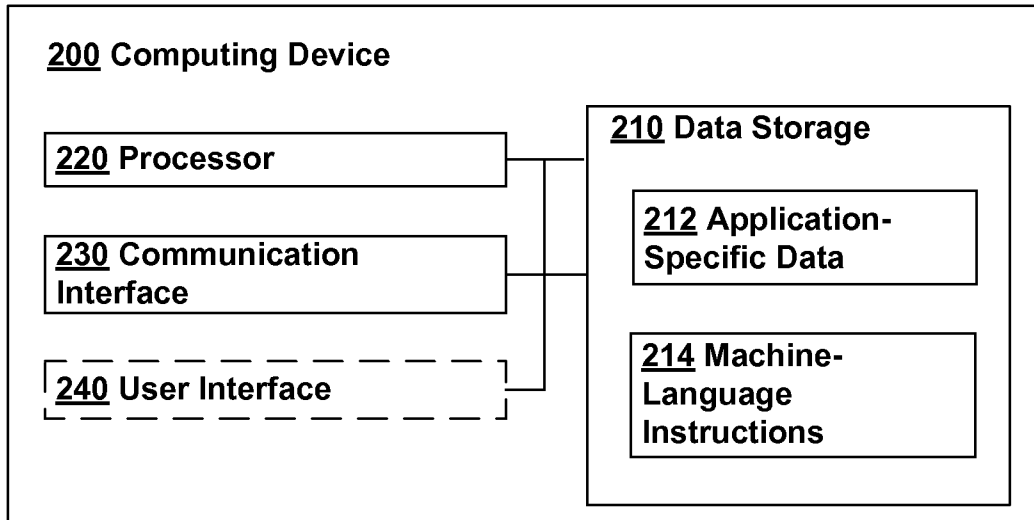 200 Computing Device
220 Processor
230 Communication
Interface
240 User Interface
210 Data Storage
212 Application-
Specific Data
214 Machine-
Language
Instructions